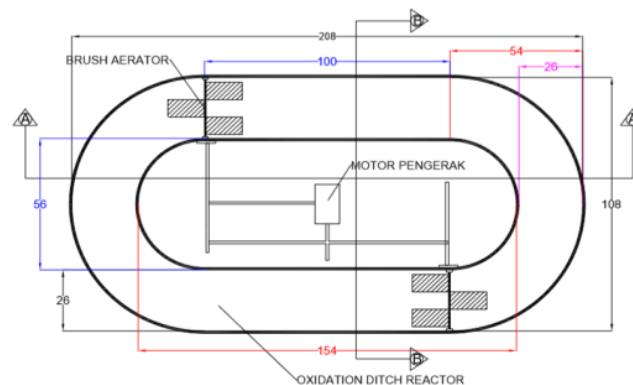 B
208
BRUSH AERATOR
54
100
26
A
A
MOTOR PENGERAK
56
108
26
154
B
OXIDATION DITCH REACTOR